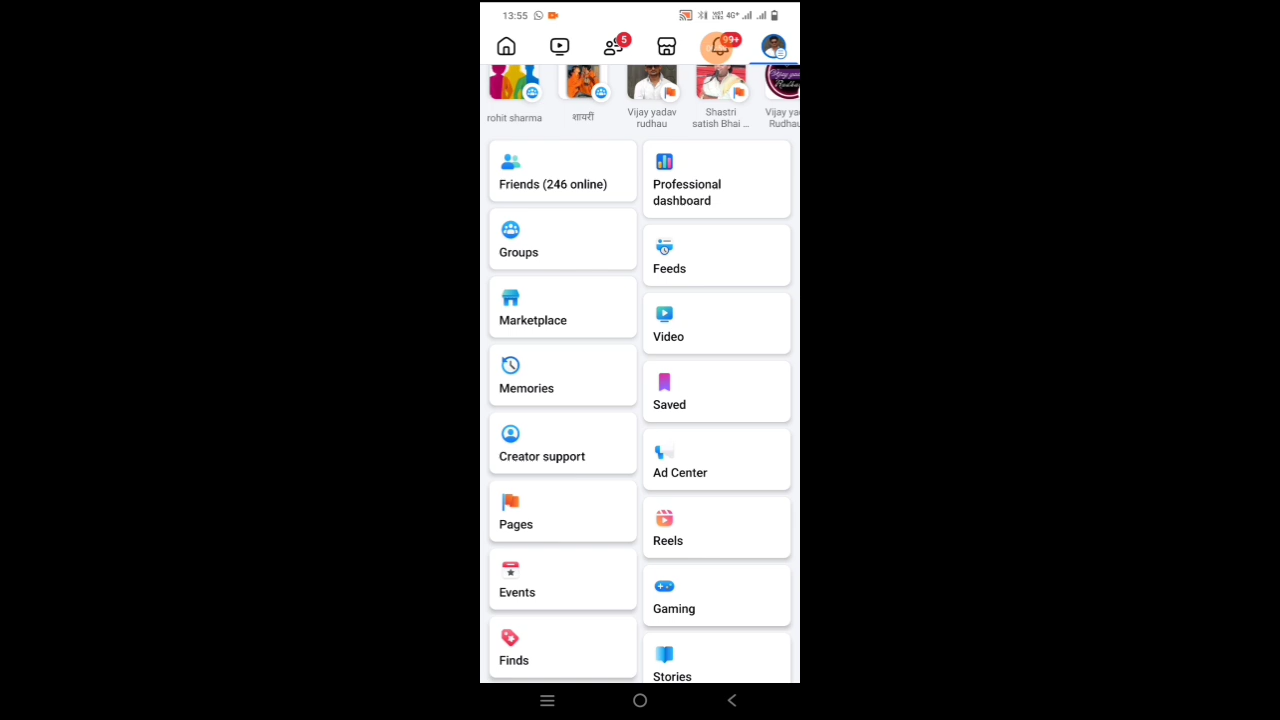 13:55
4G+
5
99+
rohit sharma
शायरी
Vijay yadav
rudhau
Shastri
satish Bhai ...
Vijay ya
Rudhau
Friends (246 online)
Professional
dashboard
Groups
Feeds
Marketplace
Video
Memories
Saved
Creator support
Ad Center
Pages
Reels
Events
Gaming
Finds
Stories